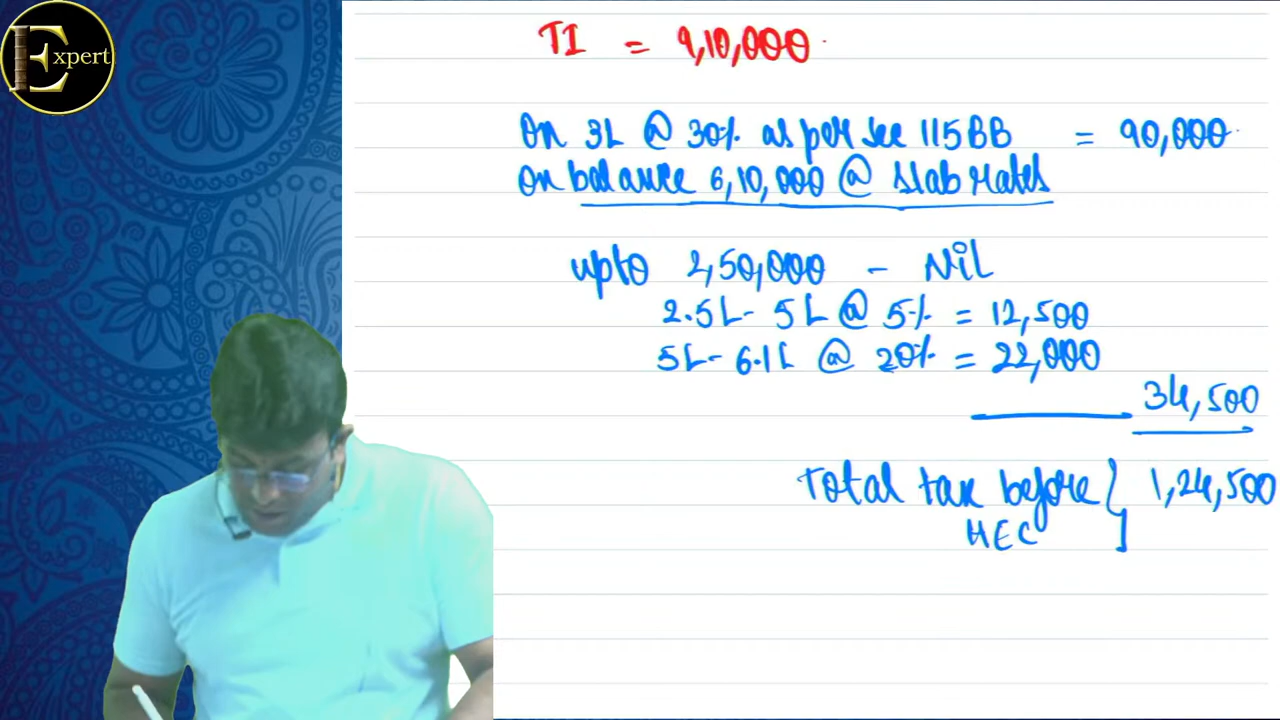 Expert
TI = 9,10,000
On 3L @ 30% as per sec 115BB = 90,000
On balance 6,10,000 @ slab rates
upto 2,50,000 - Nil
2.5L - 5L @ 5% = 12,500
5L - 6.1L @ 20% = 22,000
34,500
Total tax before } 1,24,500
HEC